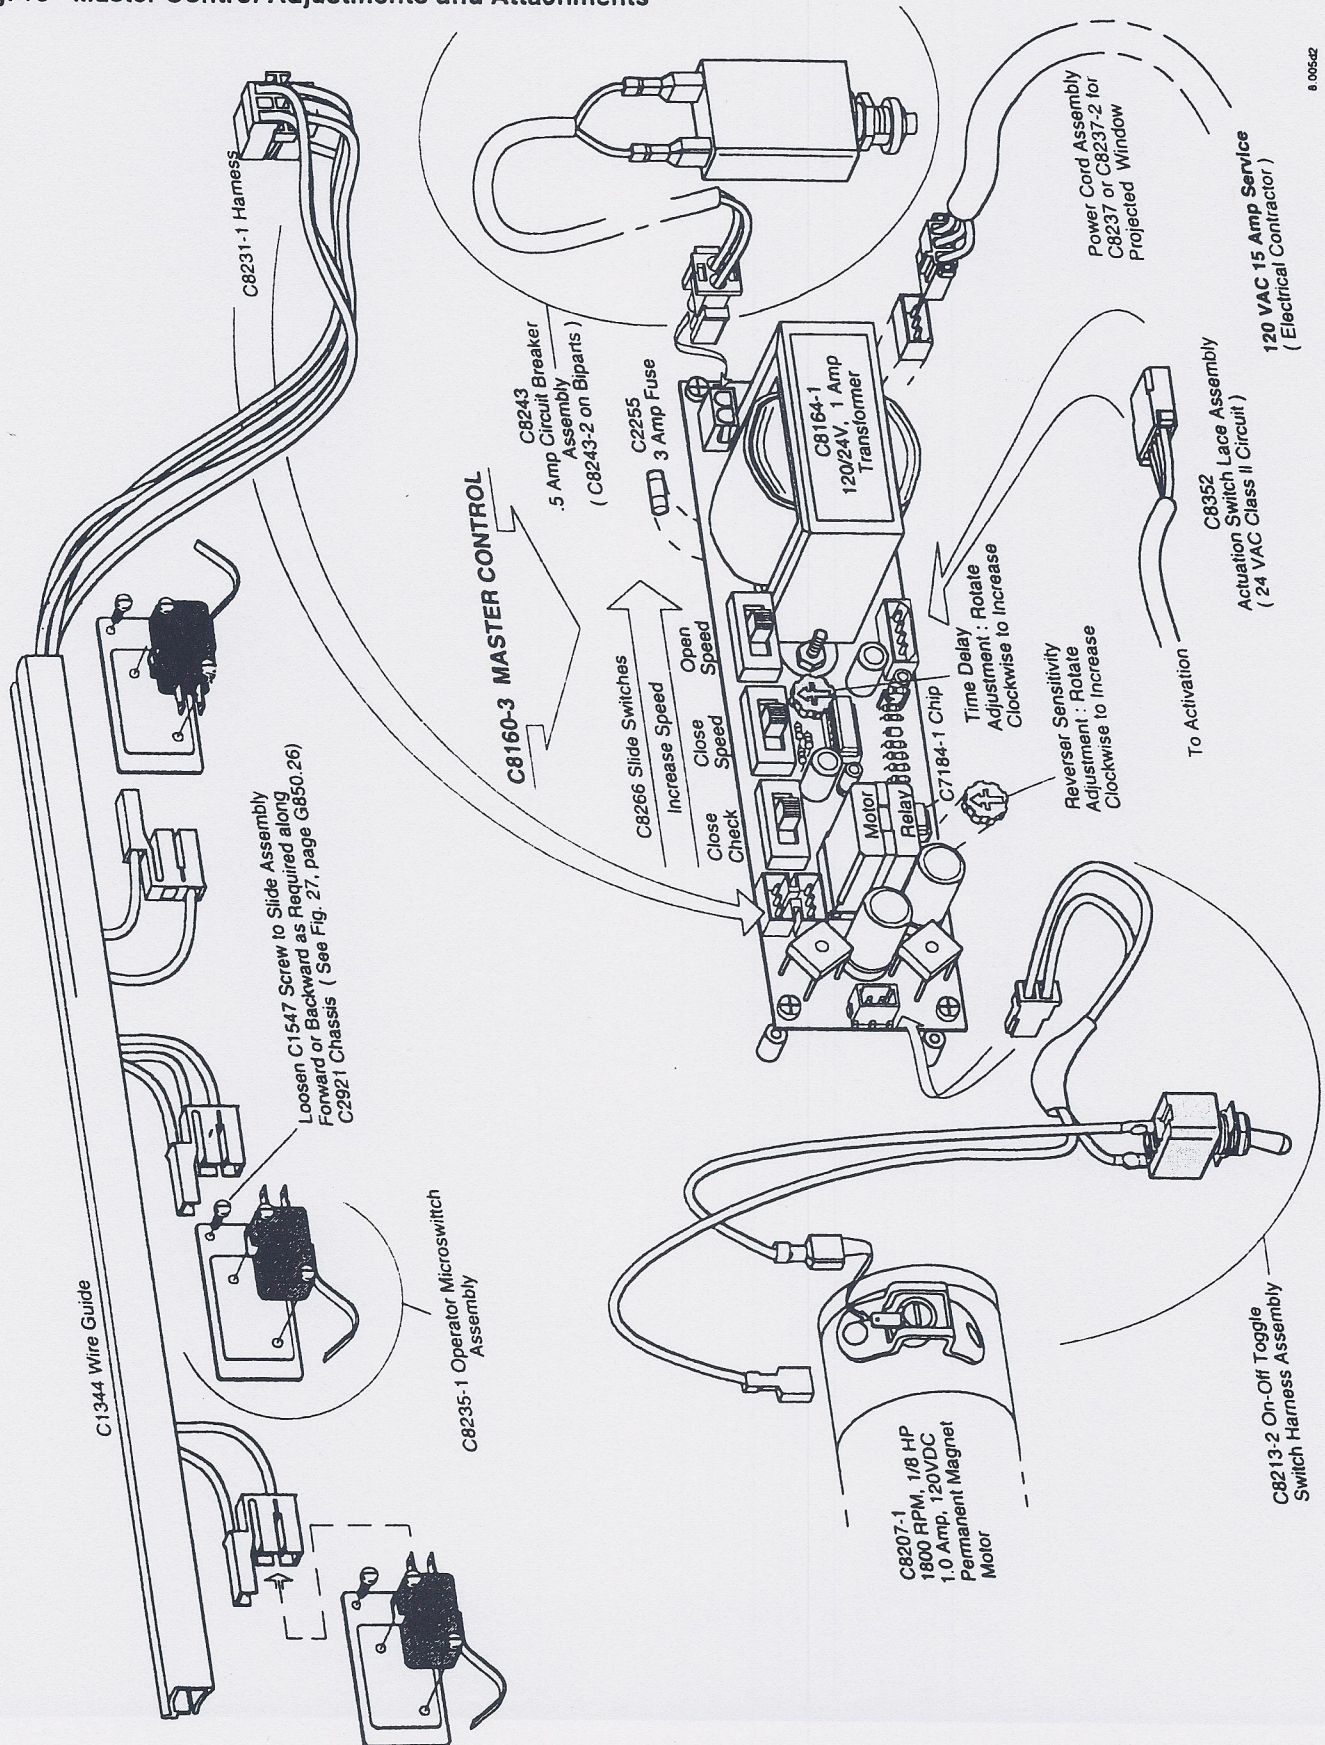 Master Control Adjustments and Attachments
8.005d2
C8231-1 Harness
C1344 Wire Guide
Loosen C1547 Screw to Slide Assembly
Forward or Backward as Required along
C2921 Chassis ( See Fig. 27, page G850.26)
C8235-1 Operator Microswittch
Assembly
C8160-3 MASTER CONTROL
C8243
.5 Amp Circuit Breaker
Assembly
( C8243-2 on Biparts )
C2255
3 Amp Fuse
C8266 Slide Switches
Increase Speed
Close
Check
Close
Speed
Open
Speed
C8164-1
120/24V, 1 Amp
Transformer
Motor
Relay
C7184-1 Chip
Time Delay
Adjustment : Rotate
Clockwise to Increase
Reverser Sensitivity
Adjustment : Rotate
Clockwise to Increase
Power Cord Assembly
C8237 or C8237-2 for
Projected Window
120 VAC 15 Amp Service
( Electrical Contractor )
C8352
Actuation Switch Lace Assembly
( 24 VAC Class II Circuit )
To Activation
C8207-1
1800 RPM, 1/8 HP
1.0 Amp, 120VDC
Permanent Magnet
Motor
C8213-2 On-Off Toggle
Switch Harness Assembly